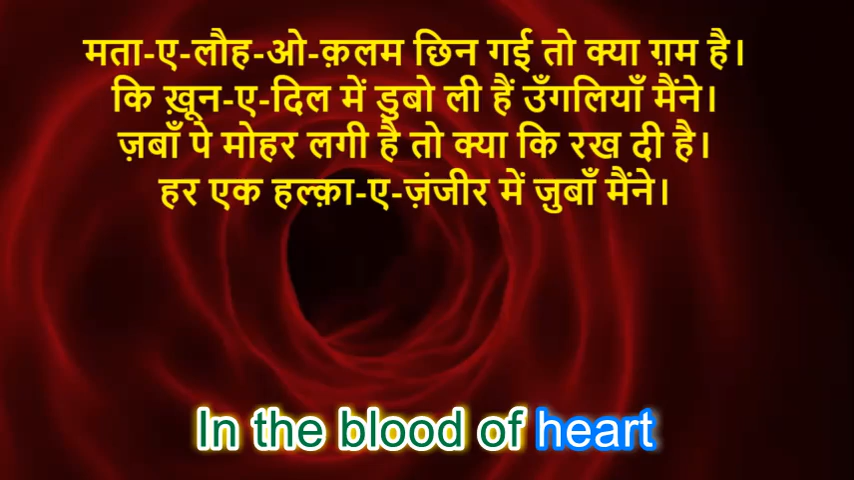 मता-ए-लौह-ओ-क़लम छिन गई तो क्या ग़म है।
कि ख़ून-ए-दिल में डुबो ली हैं उँगलियाँ मैंने।
ज़बाँ पे मोहर लगी है तो क्या कि रख दी है।
हर एक हल्क़ा-ए-ज़ंजीर में ज़ुबाँ मैंने।
In the blood of heart